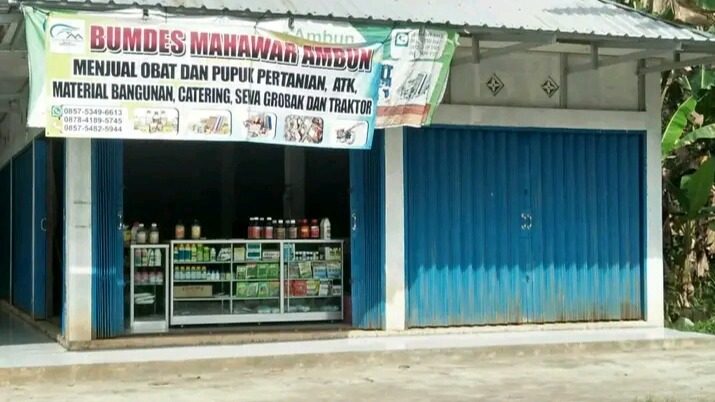 BUMDES MAHAWAR AMBUN
MENJUAL OBAT DAN PUPUK PERTANIAN, ATK,
MATERIAL BANGUNAN, CATERING, SEVA GROBAK DAN TRAKTOR
0857-5349-6613
0878-4189-5745
0857-5482-5944
Ambun